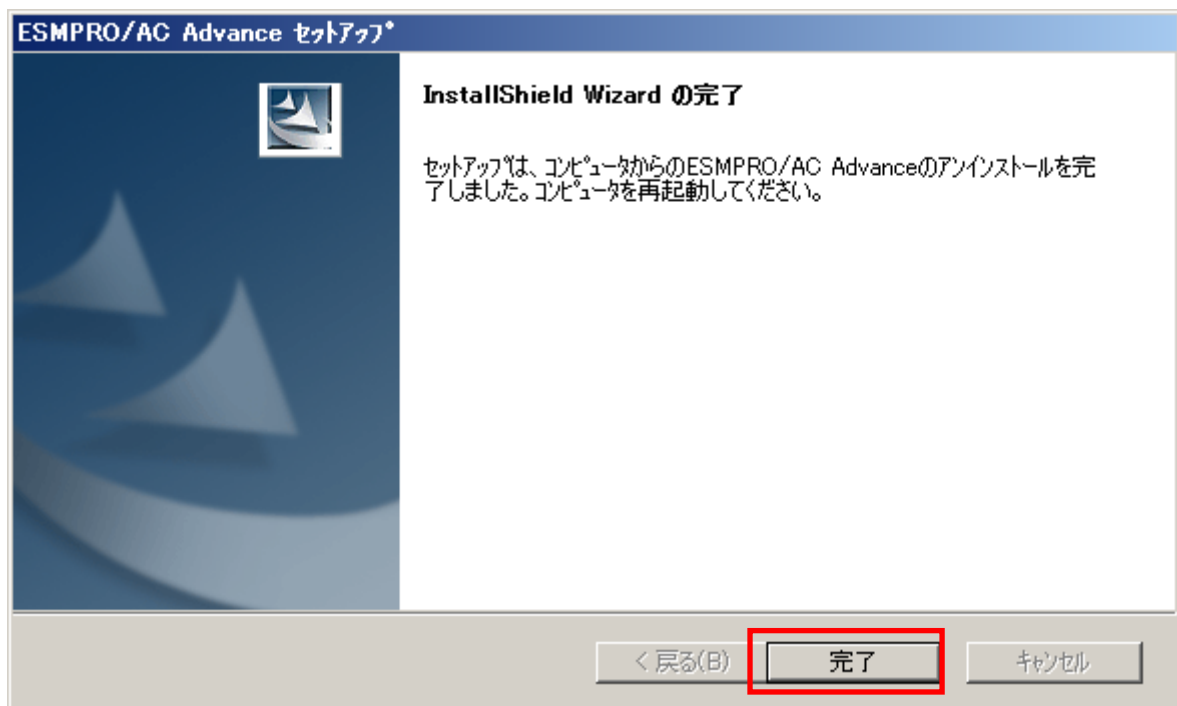 ESMPRO/AC Advance ｾｯﾄｱｯﾌﾟ
InstallShield Wizard の完了
ｾｯﾄｱｯﾌﾟは、ｺﾝﾋﾟｭｰﾀからのESMPRO/AC Advanceのｱﾝｲﾝｽﾄｰﾙを完
了しました。ｺﾝﾋﾟｭｰﾀを再起動してください。
< 戻る(B)
完了
ｷｬﾝｾﾙ